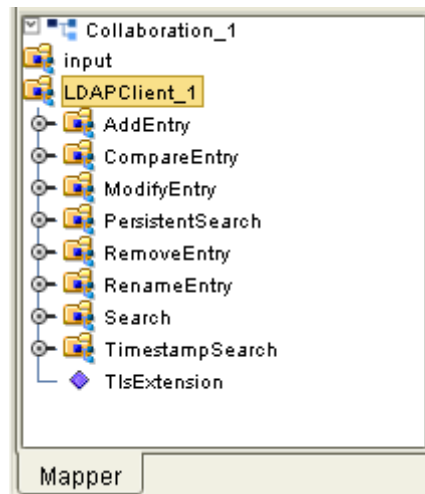 Collaboration_1
input
LDAPClient_1
AddEntry
CompareEntry
ModifyEntry
PersistentSearch
RemoveEntry
RenameEntry
Search
TimestampSearch
TlsExtension
Mapper